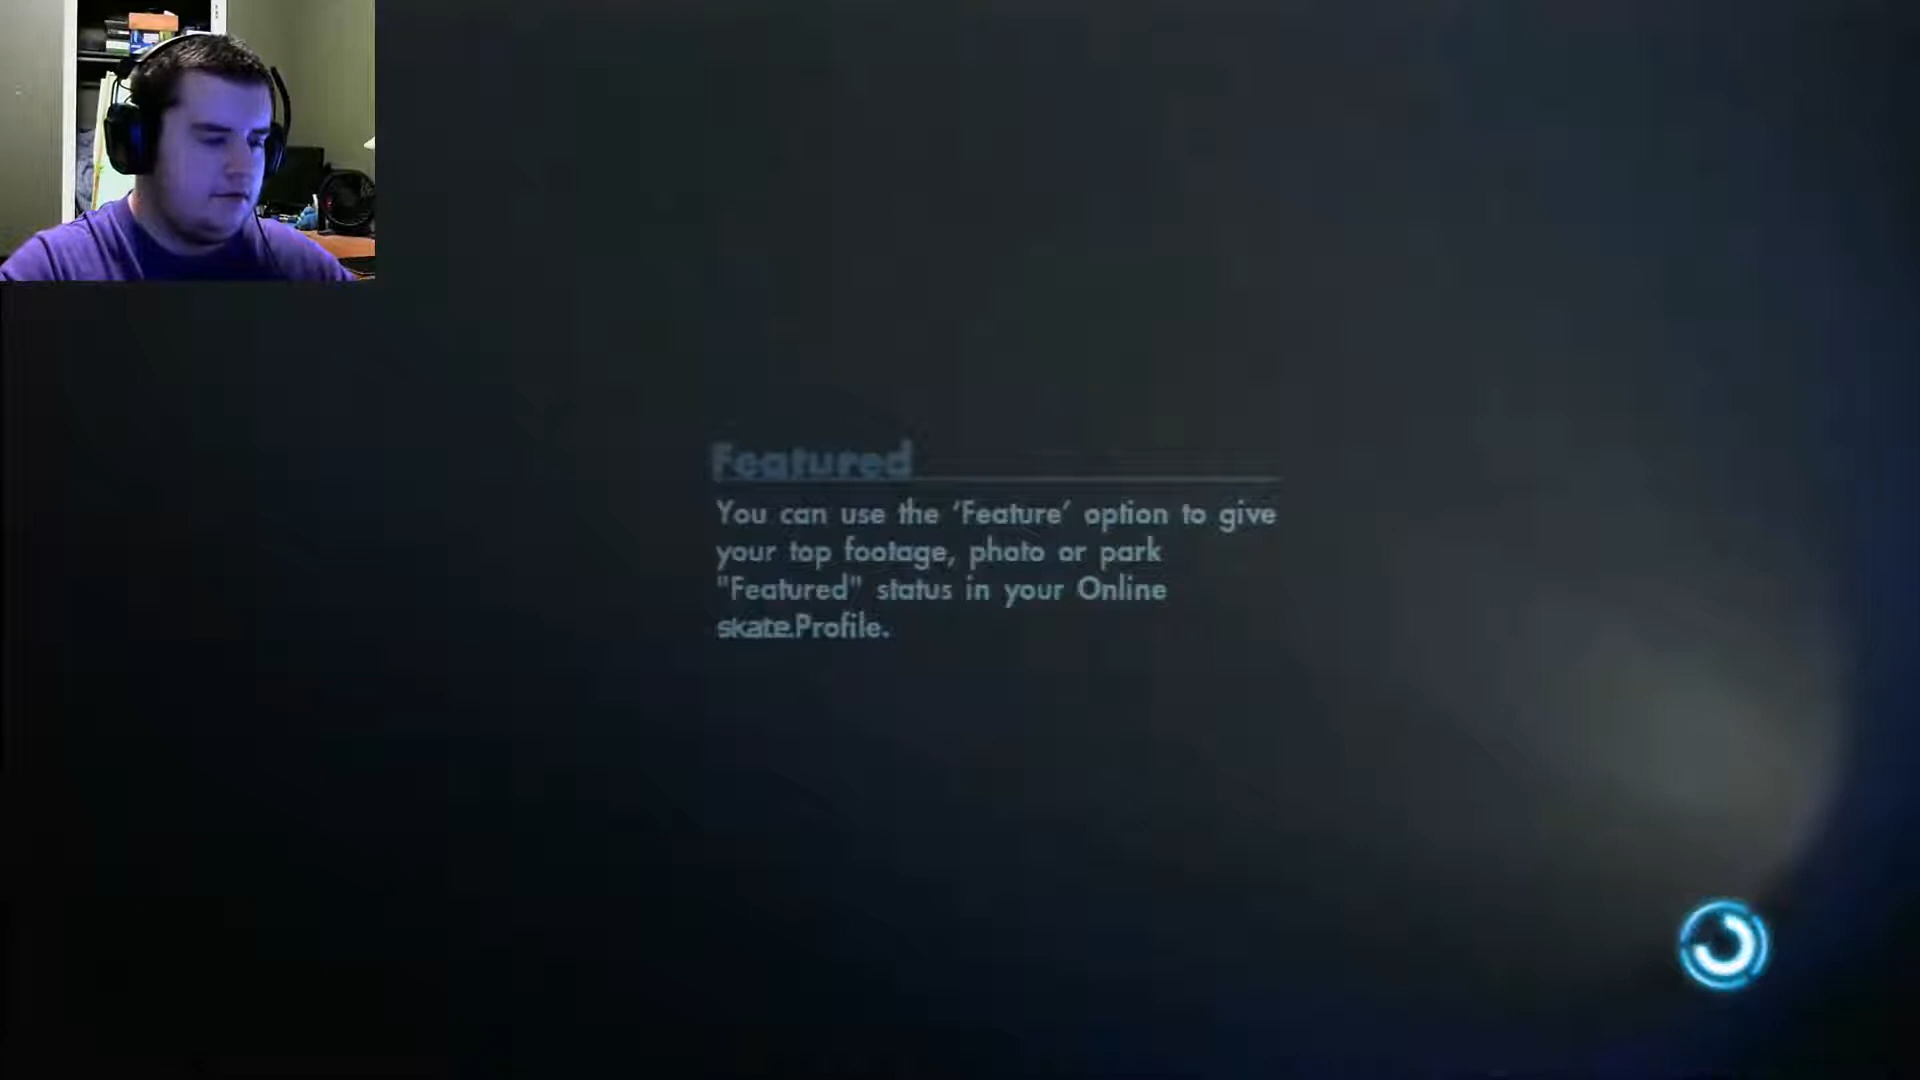 Featured
You can use the ‘Feature’ option to give
your top footage, photo or park
"Featured" status in your Online
skate.Profile.